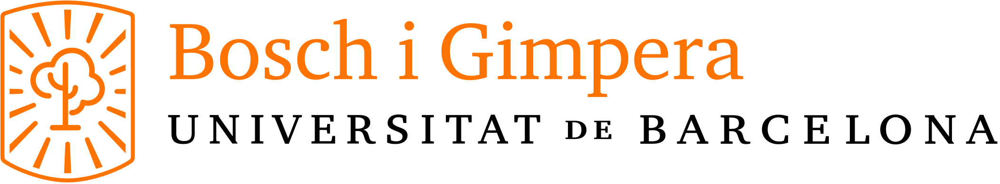 Bosch i Gimpera
UNIVERSITAT DE BARCELONA